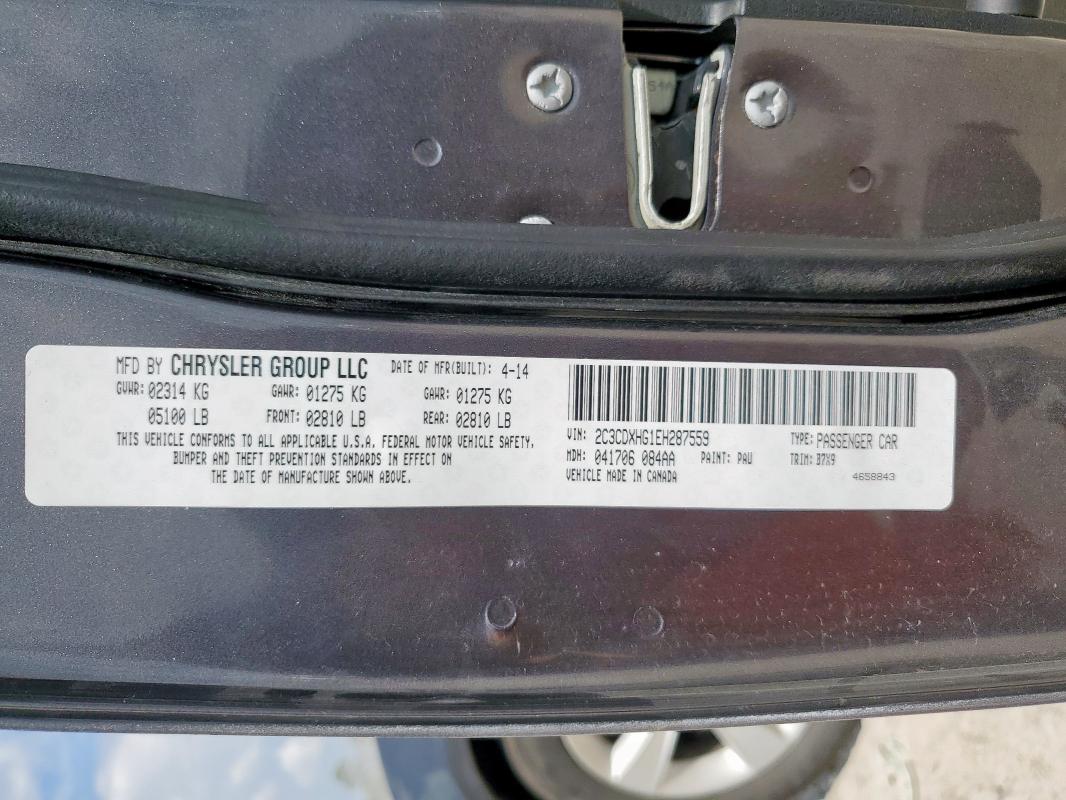 MFD BY CHRYSLER GROUP LLC DATE OF MFR(BUILT): 4-14
GVWR: 02314 KG GAWR: 01275 KG GAWR: 01275 KG
05100 LB FRONT: 02810 LB REAR: 02810 LB
THIS VEHICLE CONFORMS TO ALL APPLICABLE U.S.A. FEDERAL MOTOR VEHICLE SAFETY,
BUMPER AND THEFT PREVENTION STANDARDS IN EFFECT ON
THE DATE OF MANUFACTURE SHOWN ABOVE.
VIN: 2C3CDXHG1EH287559 TYPE: PASSENGER CAR
MDH: 041706 084AA PAINT: PAU TRIM: B7X9
VEHICLE MADE IN CANADA 4658843